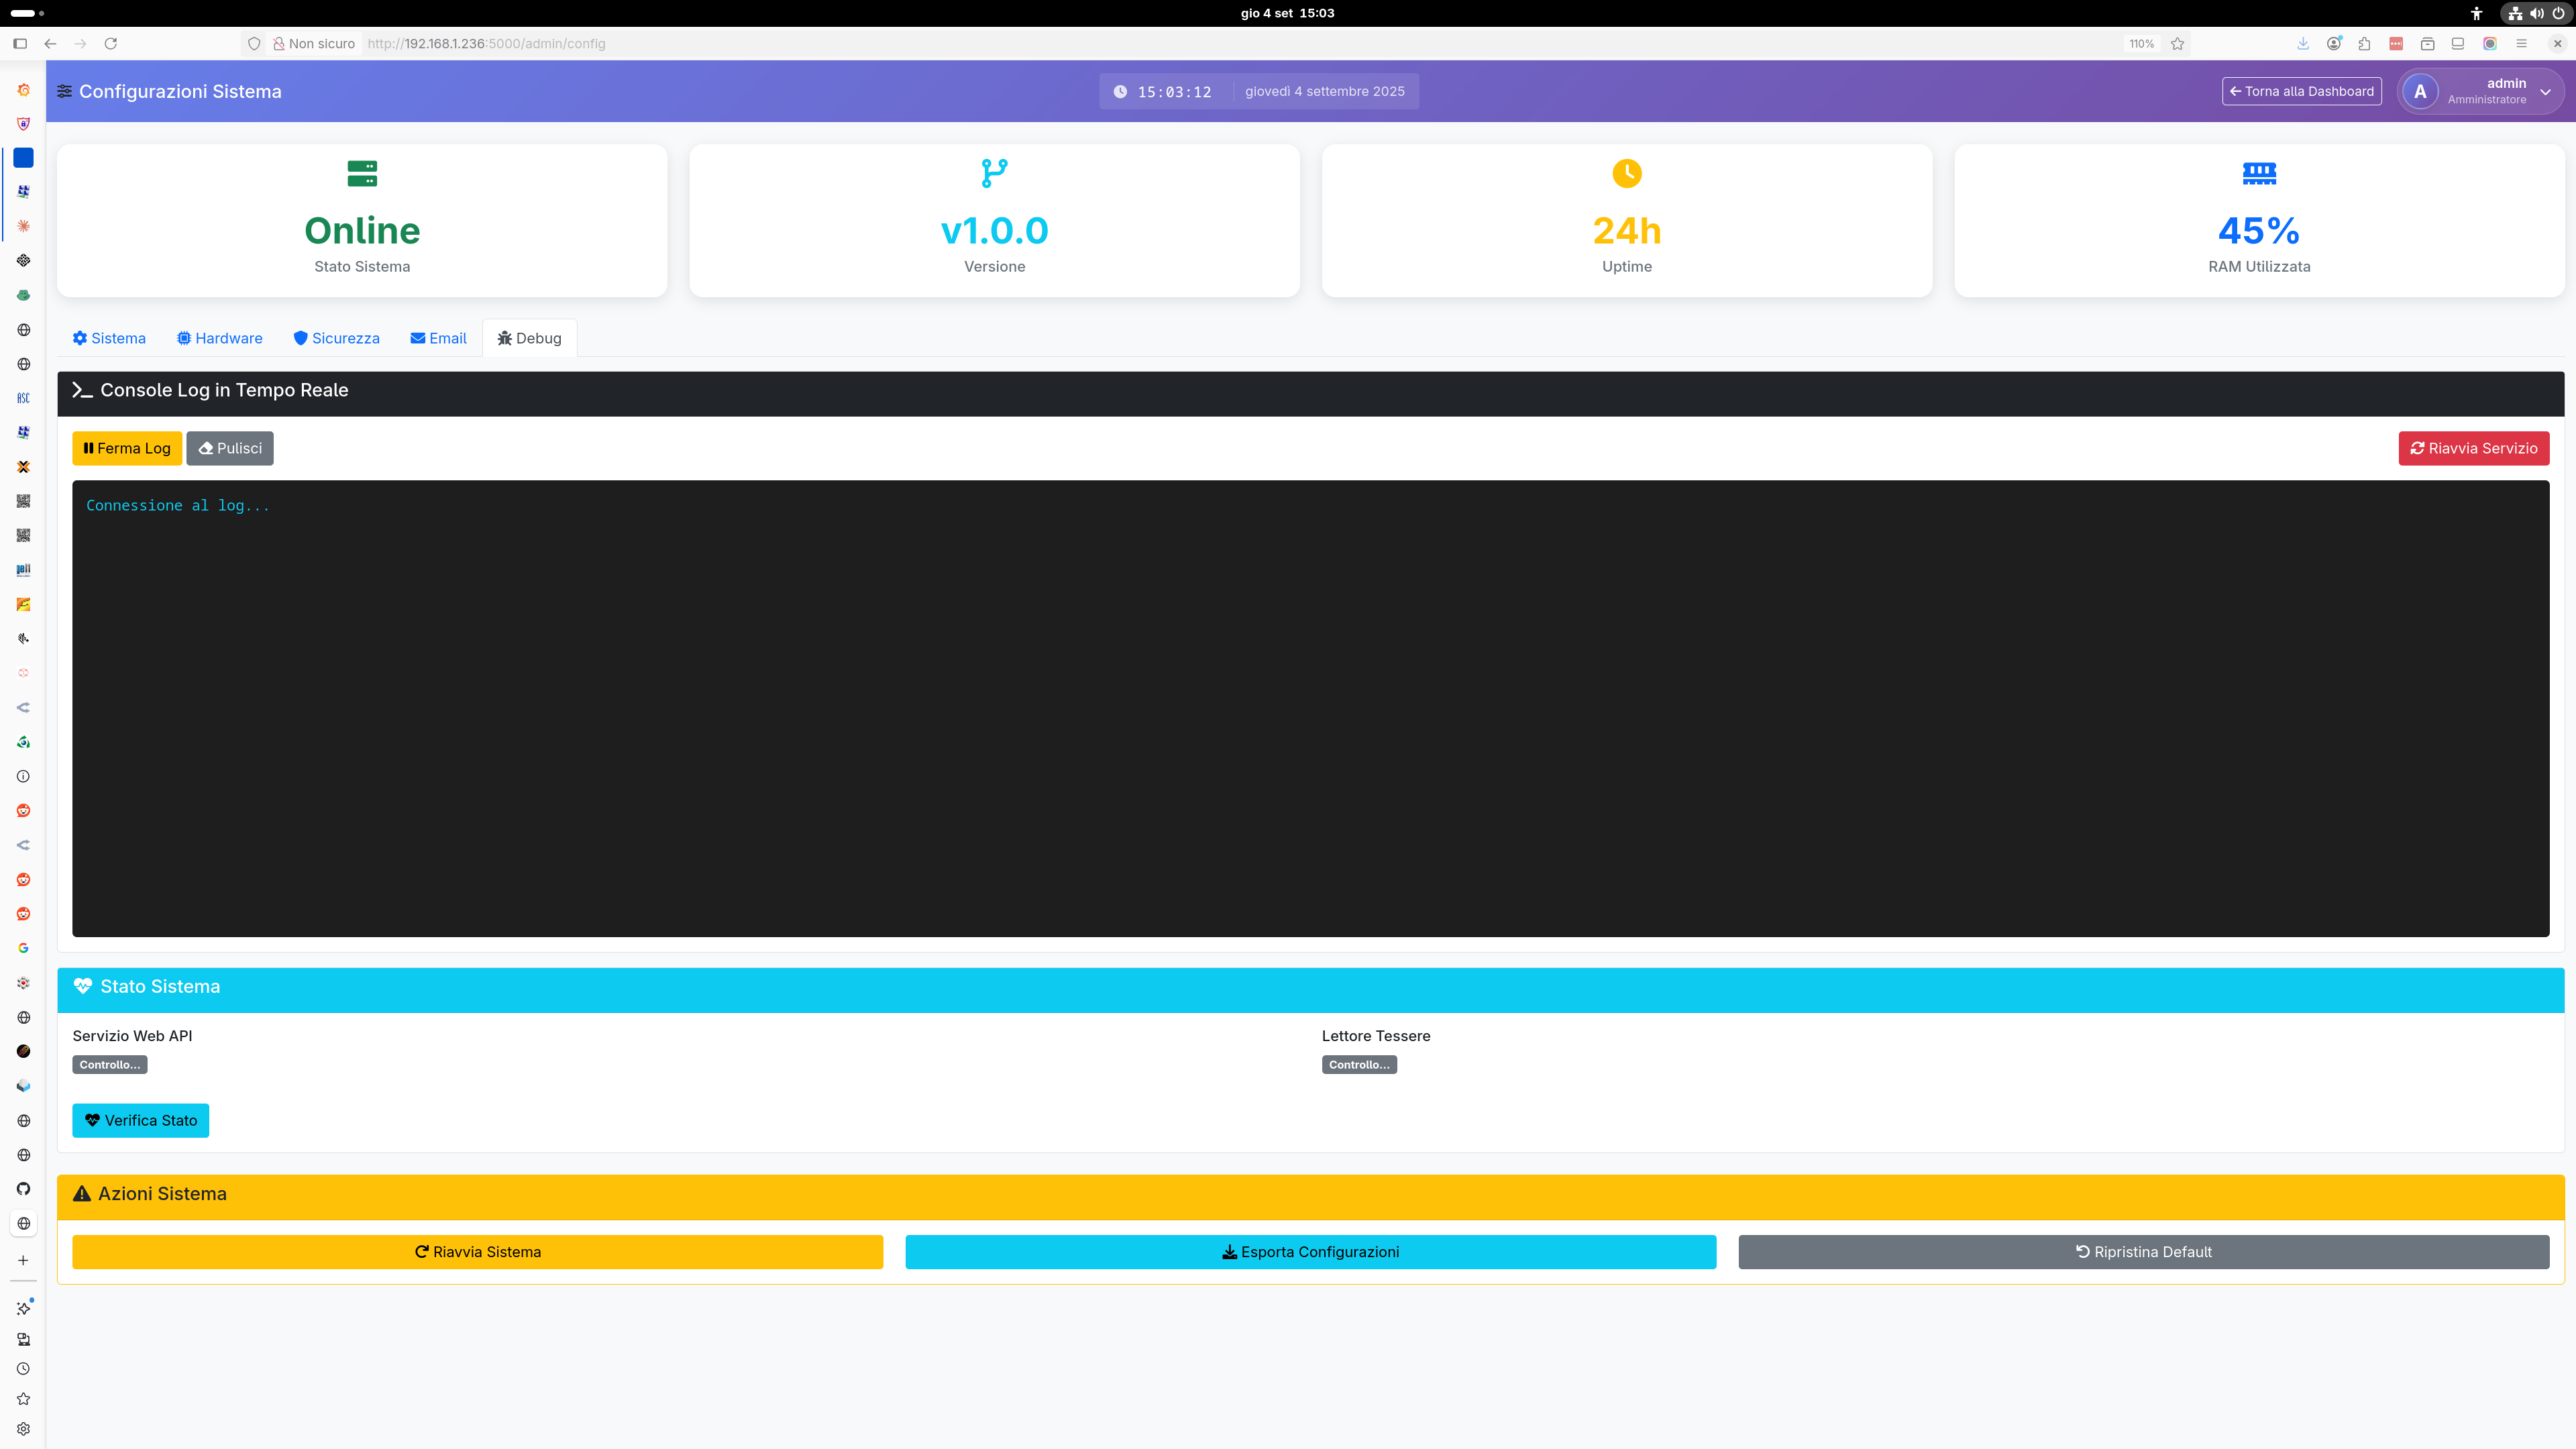 gio 4 set 15:03
Non sicuro http://192.168.1.236:5000/admin/config 110%
Configurazioni Sistema
15:03:12 giovedì 4 settembre 2025
Torna alla Dashboard
A
admin
Amministratore
Online
Stato Sistema
v1.0.0
Versione
24h
Uptime
45%
RAM Utilizzata
Sistema Hardware Sicurezza Email Debug
Console Log in Tempo Reale
Ferma Log Pulisci Riavvia Servizio
Connessione al log...
Stato Sistema
Servizio Web API Lettore Tessere
Controllo... Controllo...
Verifica Stato
Azioni Sistema
Riavvia Sistema Esporta Configurazioni Ripristina Default
ASC